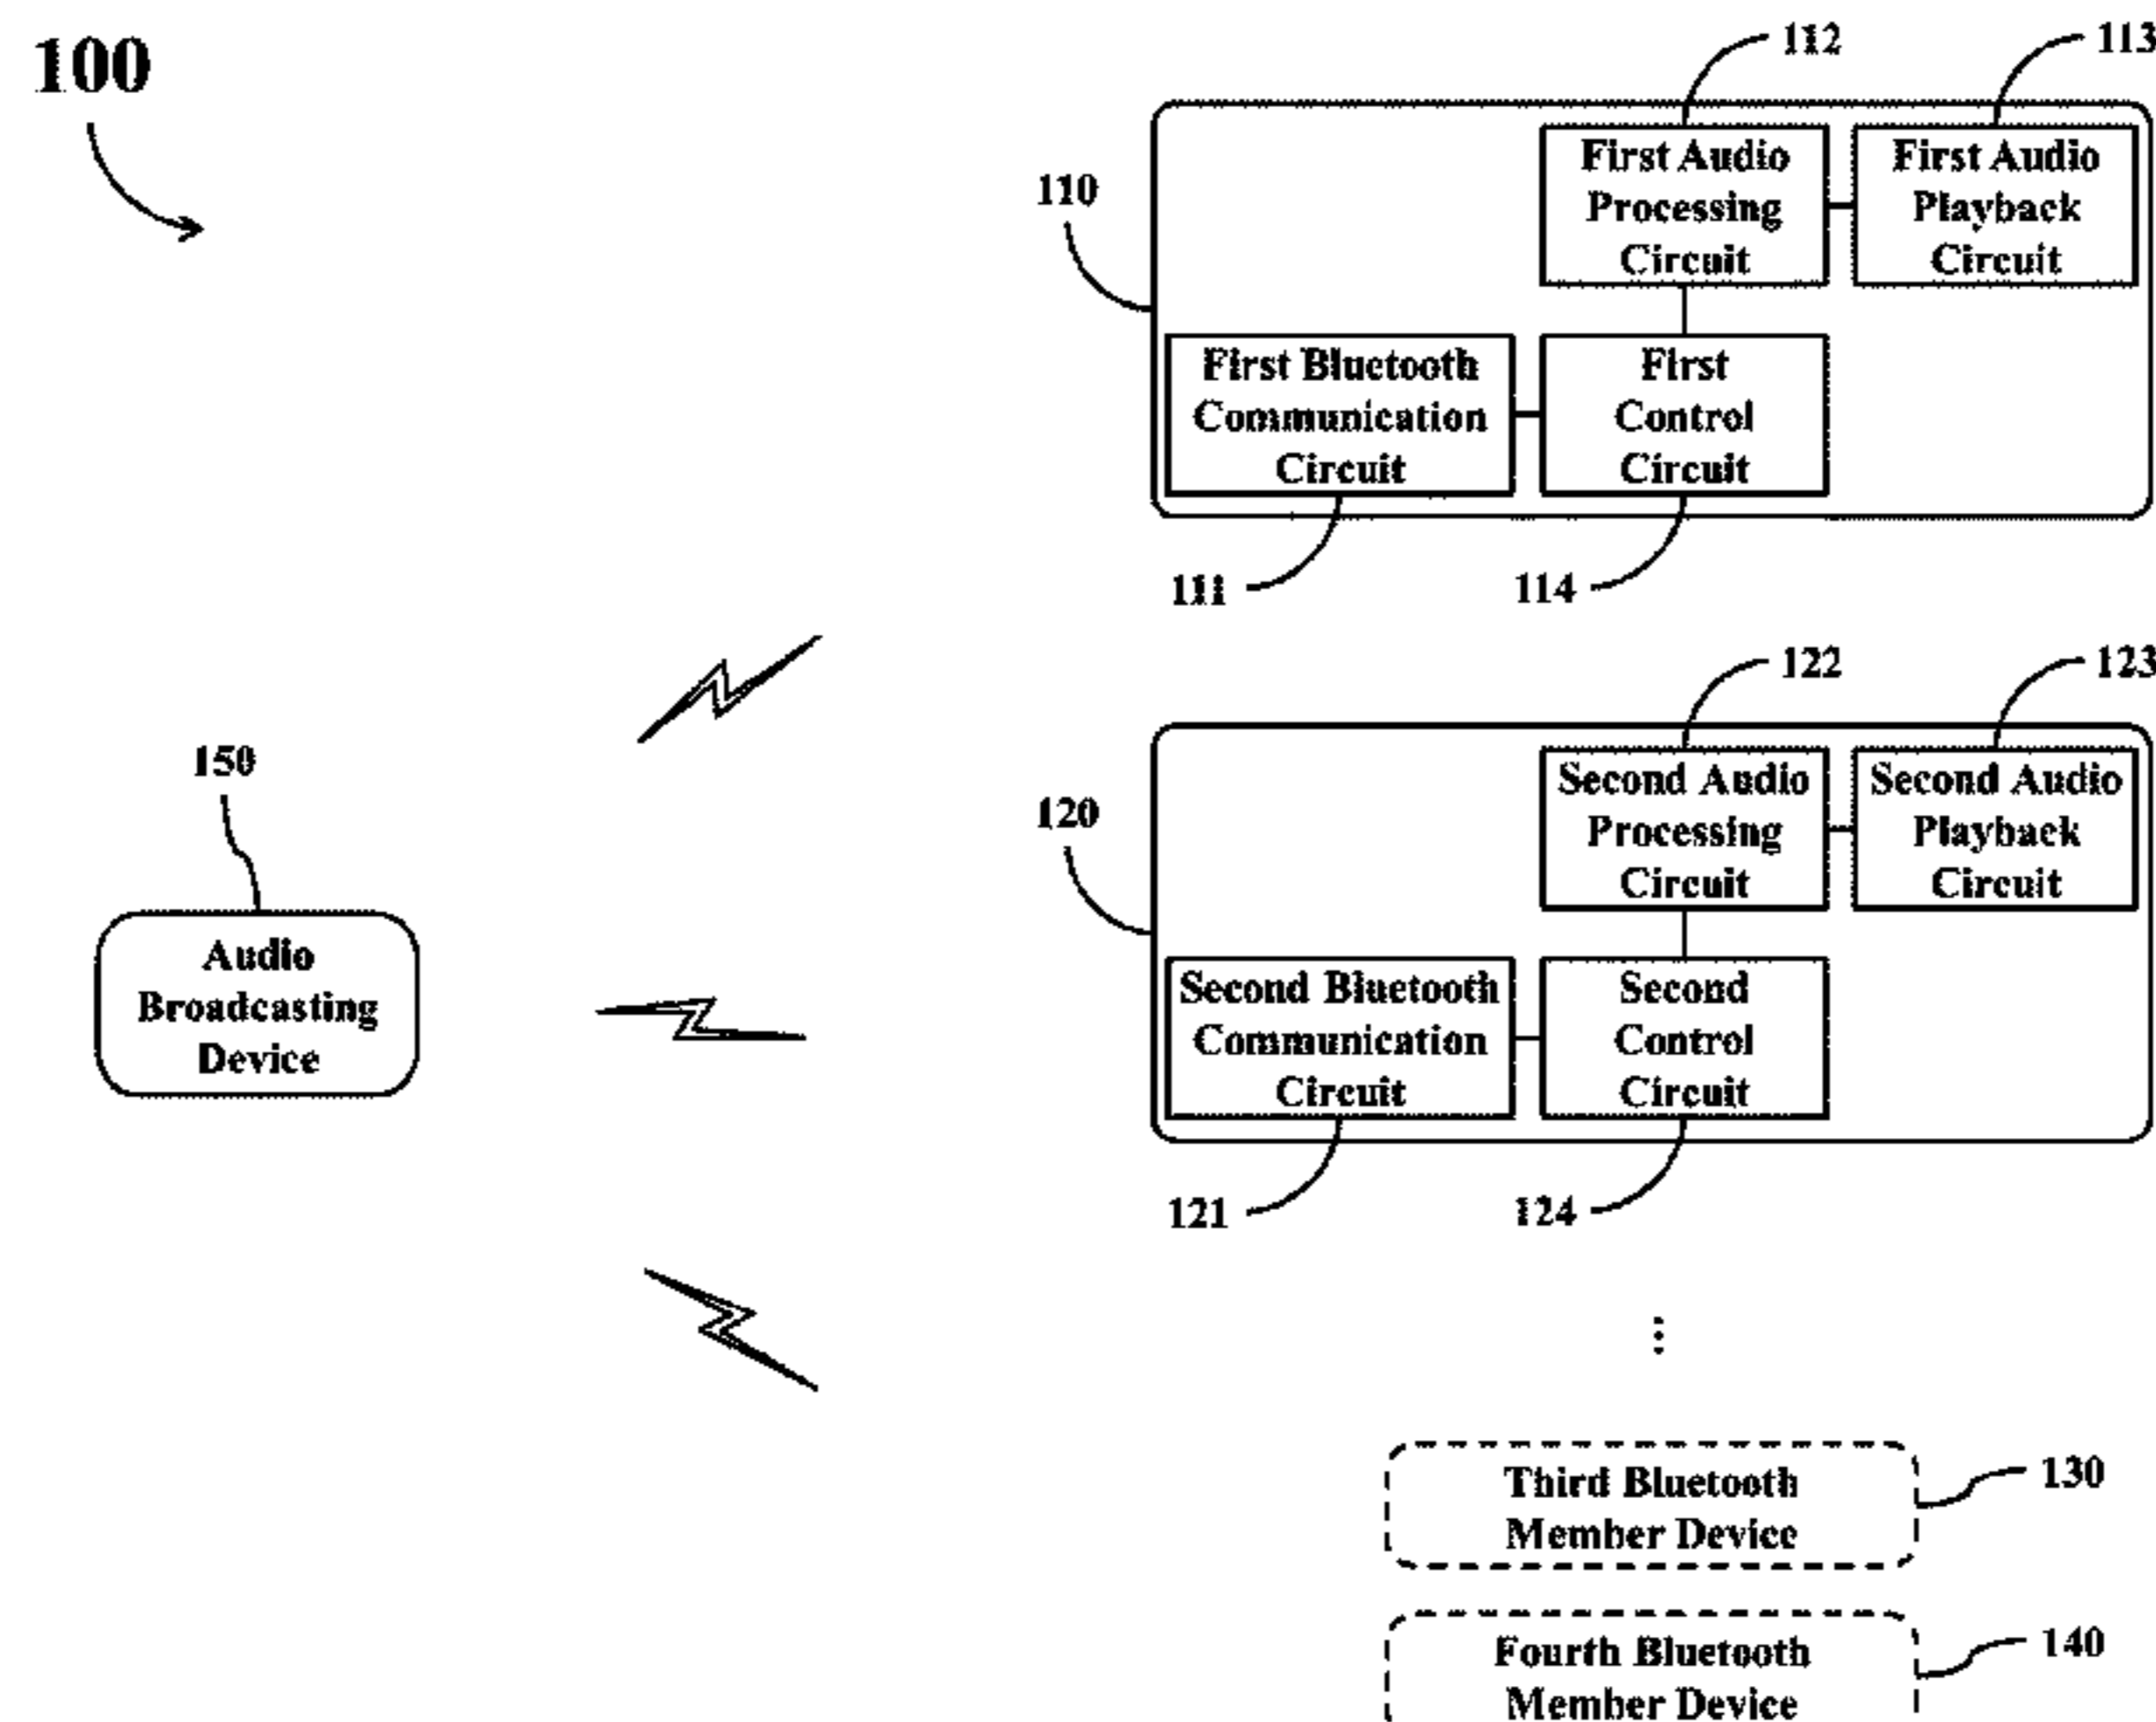 100
112
113
110
First Audio
Processing
Circuit
First Audio
Playback
Circuit
First Bluetooth
Communication
Circuit
First
Control
Circuit
111
114
122
123
150
120
Second Audio
Processing
Circuit
Second Audio
Playback
Circuit
Audio
Broadcasting
Device
Second Bluetooth
Communication
Circuit
Second
Control
Circuit
121
124
Third Bluetooth
Member Device
130
Fourth Bluetooth
Member Device
140